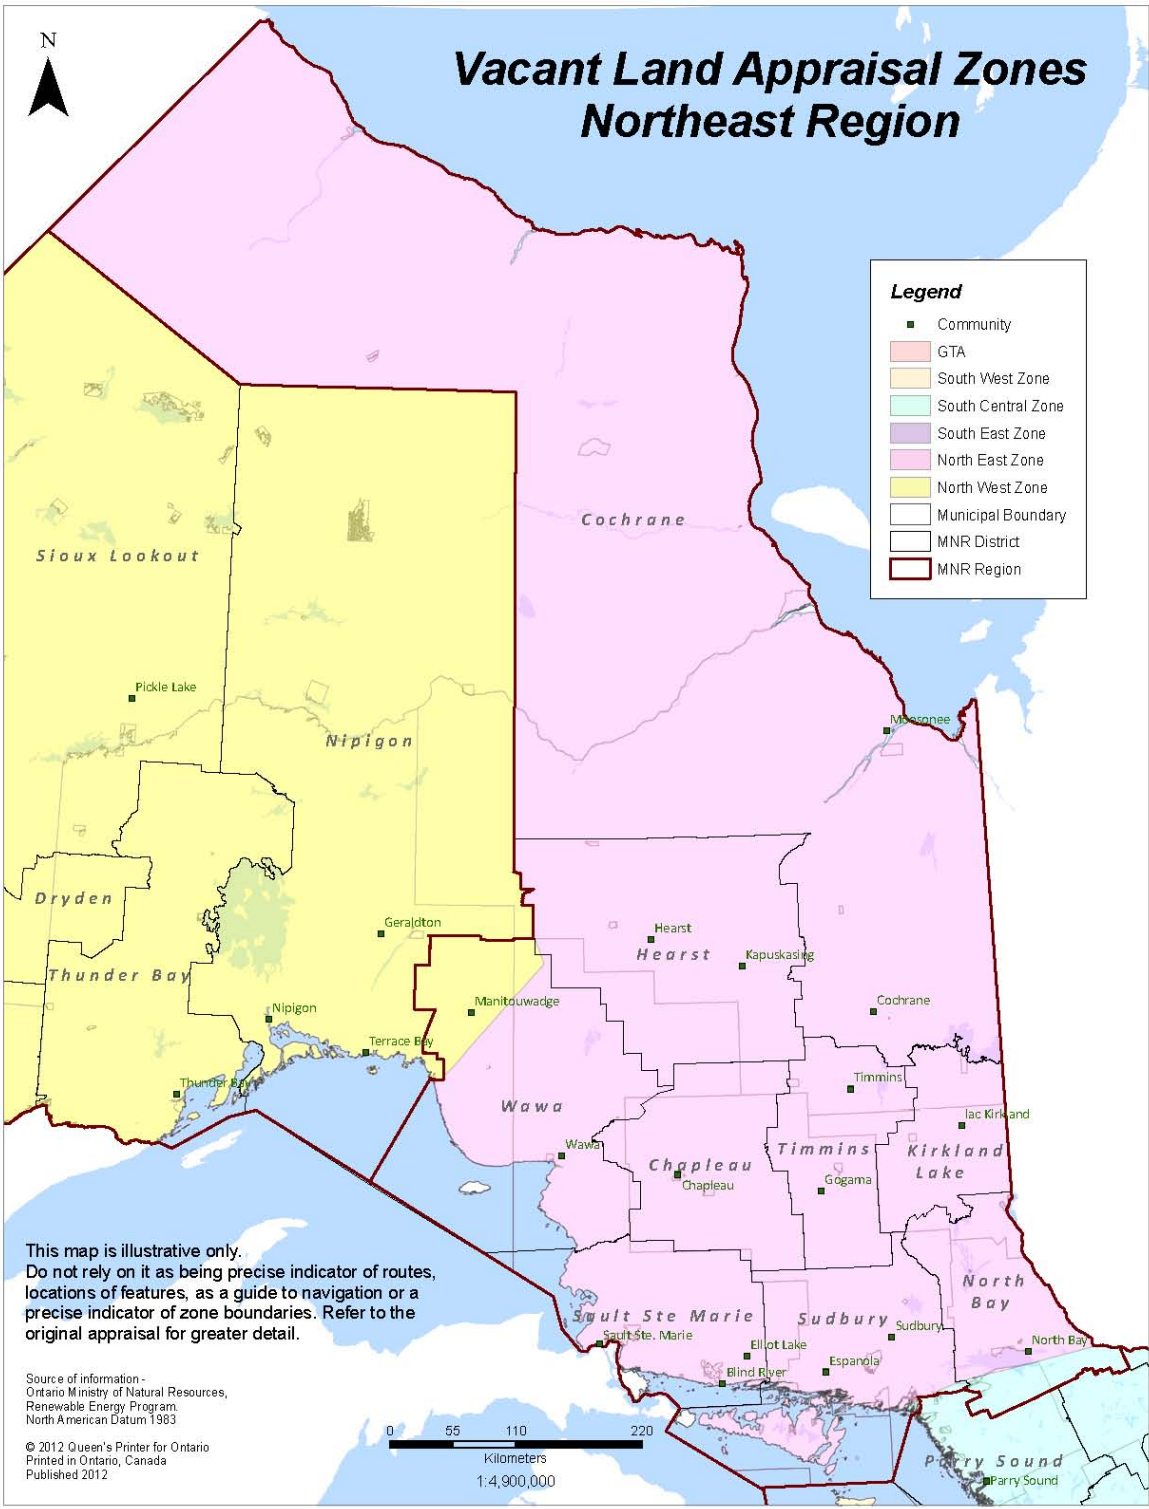 N
Vacant Land Appraisal Zones
Northeast Region
Legend
Community
GTA
South West Zone
South Central Zone
South East Zone
North East Zone
North West Zone
Municipal Boundary
MNR District
MNR Region
Cochrane
Sioux Lookout
Pickle Lake
Nipigon
Moosonee
Dryden
Geraldton
Hearst
Hearst
Kapuskasing
Thunder Bay
Manitouwadge
Nipigon
Cochrane
Terrace Bay
Thunder Bay
Timmins
Wawa
lac Kirkland
Wawa
Timmins
Kirkland
Lake
Chapleau
Chapleau
Gogama
This map is illustrative only.
Do not rely on it as being precise indicator of routes,
locations of features, as a guide to navigation or a
precise indicator of zone boundaries. Refer to the
original appraisal for greater detail.
North
Bay
Sault Ste Marie
Sudbury
Sudbury
Sault Ste. Marie
North Bay
Elliot Lake
Espanola
Blind River
Source of information -
Ontario Ministry of Natural Resources,
Renewable Energy Program.
North American Datum 1983
© 2012 Queen's Printer for Ontario
Printed in Ontario, Canada
Published 2012
0 55 110 220
Kilometers
1:4,900,000
Parry Sound
Parry Sound